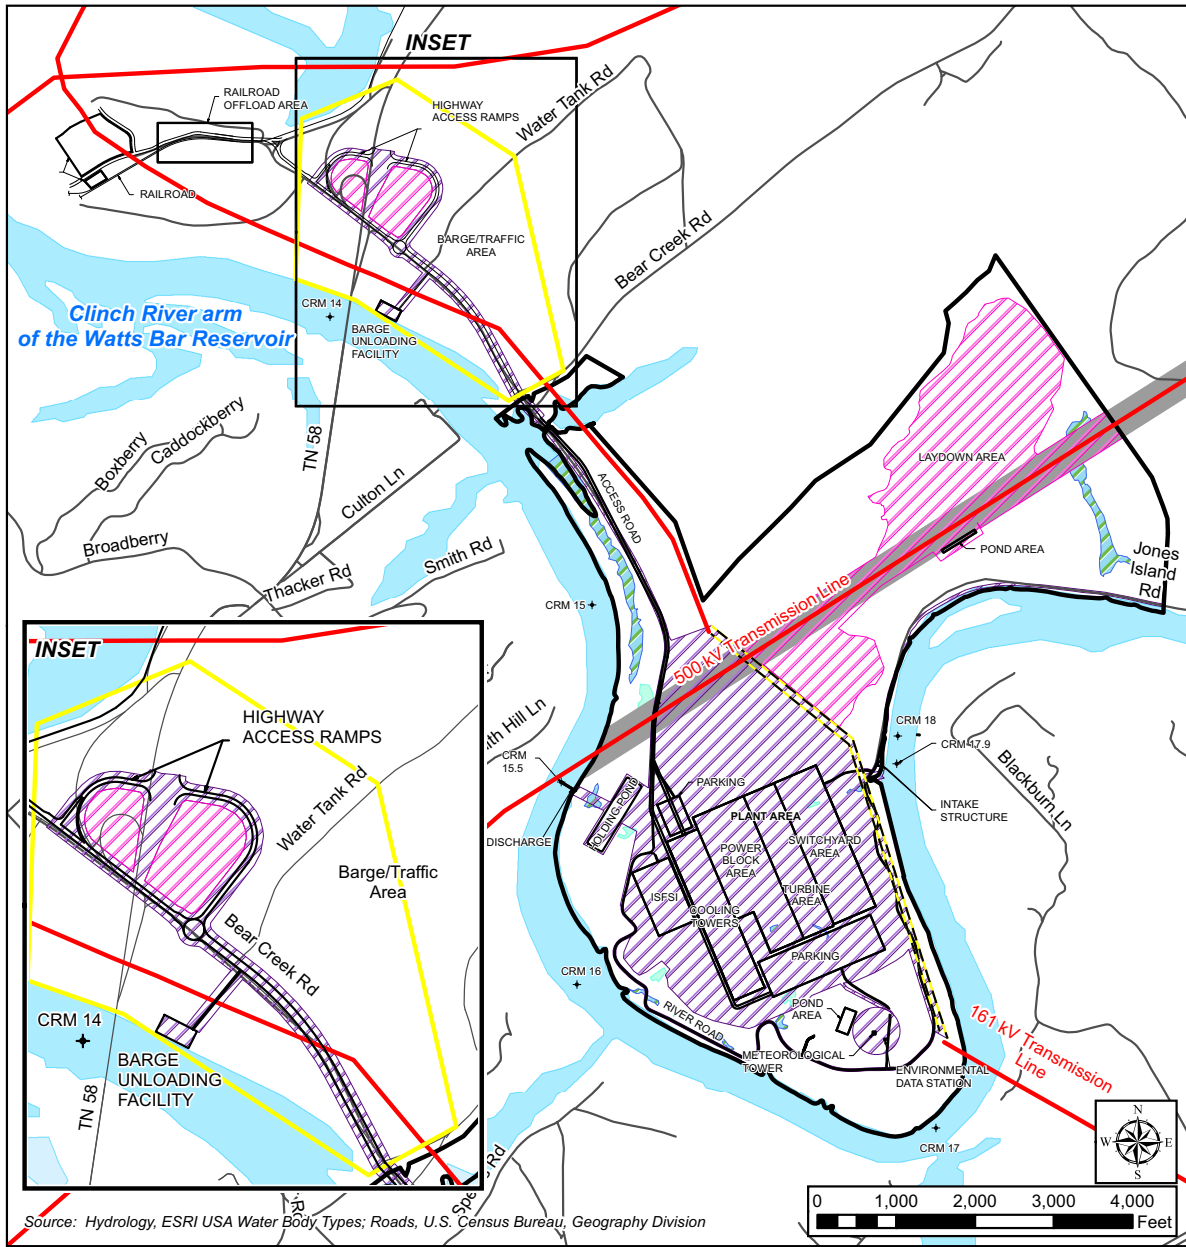 INSET
RAILROAD
OFFLOAD AREA
HIGHWAY
ACCESS RAMPS
Water Tank Rd
RAILROAD
BARGE/TRAFFIC
AREA
Bear Creek Rd
CRM 14
Clinch River arm
of the Watts Bar Reservoir
BARGE
UNLOADING
FACILITY
Boxberry
Caddockberry
TN 58
Culton Ln
Broadberry
Smith Rd
Thacker Rd
ACCESS ROAD
LAYDOWN AREA
POND AREA
Jones
Island
Rd
CRM 15
500 kV Transmission Line
INSET
HIGHWAY
ACCESS RAMPS
Water Tank Rd
Barge/Traffic
Area
Bear Creek Rd
CRM 14
BARGE
UNLOADING
FACILITY
TN 58
Hill Ln
CRM
15.5
CRM 18
CRM 17.9
Blackburn Ln
PARKING
HOLDING POND
INTAKE
STRUCTURE
DISCHARGE
PLANT AREA
POWER
BLOCK
AREA
SWITCHYARD
AREA
ISFSI
TURBINE
AREA
COOLING
TOWERS
PARKING
CRM 16
RIVER ROAD
POND
AREA
METEOROLOGICAL
TOWER
ENVIRONMENTAL
DATA STATION
161 kV Transmission
Line
CRM 17
N
W E
S
Rd
Rd
0 1,000 2,000 3,000 4,000
Feet
Source: Hydrology, ESRI USA Water Body Types; Roads, U.S. Census Bureau, Geography Division